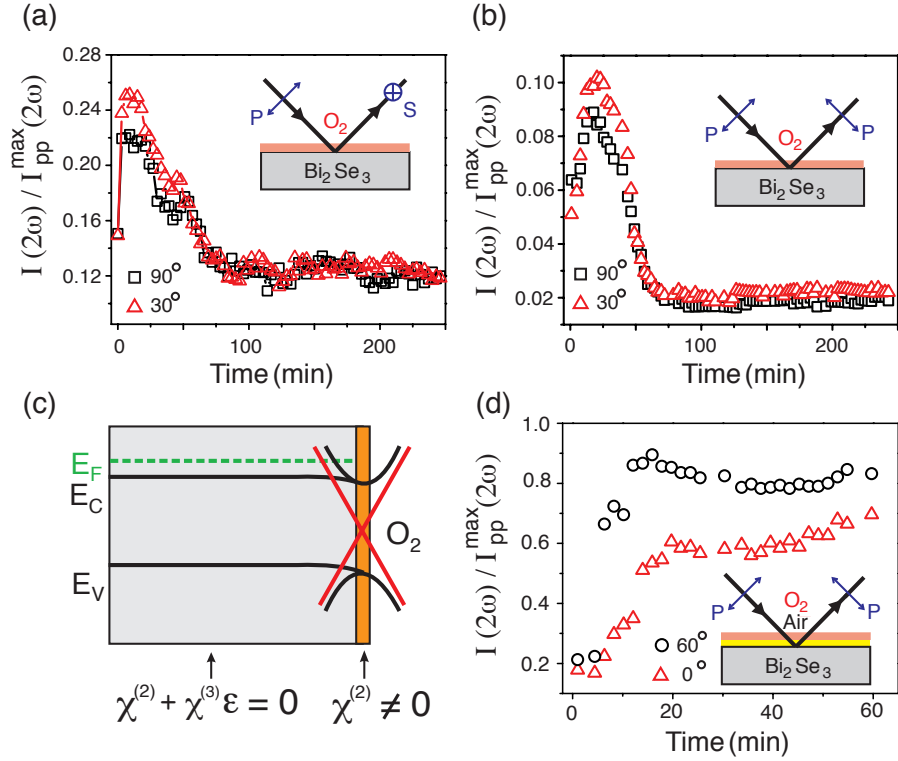 (a)
I (2ω) / I_pp^max (2ω)
0.28
0.24
0.20
0.16
0.12
P
O₂
S
Bi₂Se₃
90°
30°
0
100
200
Time (min)
(b)
I (2ω) / I_pp^max (2ω)
0.10
0.08
0.06
0.04
0.02
P
O₂
P
Bi₂Se₃
90°
30°
0
100
200
Time (min)
(c)
E_F
E_C
E_V
O₂
χ^(2) + χ^(3) ε = 0
χ^(2) ≠ 0
(d)
I (2ω) / I_pp^max (2ω)
1.0
0.8
0.6
0.4
0.2
60°
0°
P
O₂
P
Air
Bi₂Se₃
0
20
40
60
Time (min)